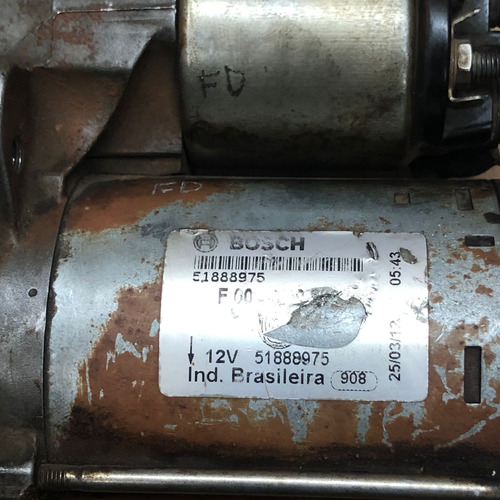 FD
FD
BOSCH
51888975
F 00
12V 51888975
Ind. Brasileira 908
25/03/13 05:43